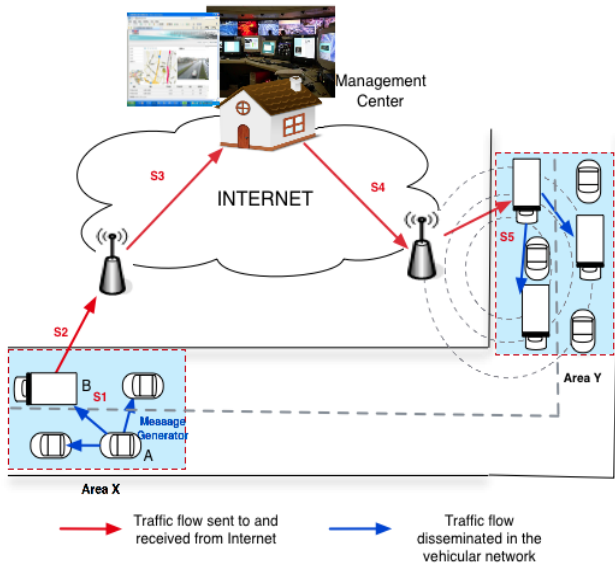 Management
Center
S3
S4
INTERNET
S5
S2
B
S1
Message
Generator
A
Area Y
Area X
Traffic flow sent to and
received from Internet
Traffic flow
disseminated in the
vehicular network